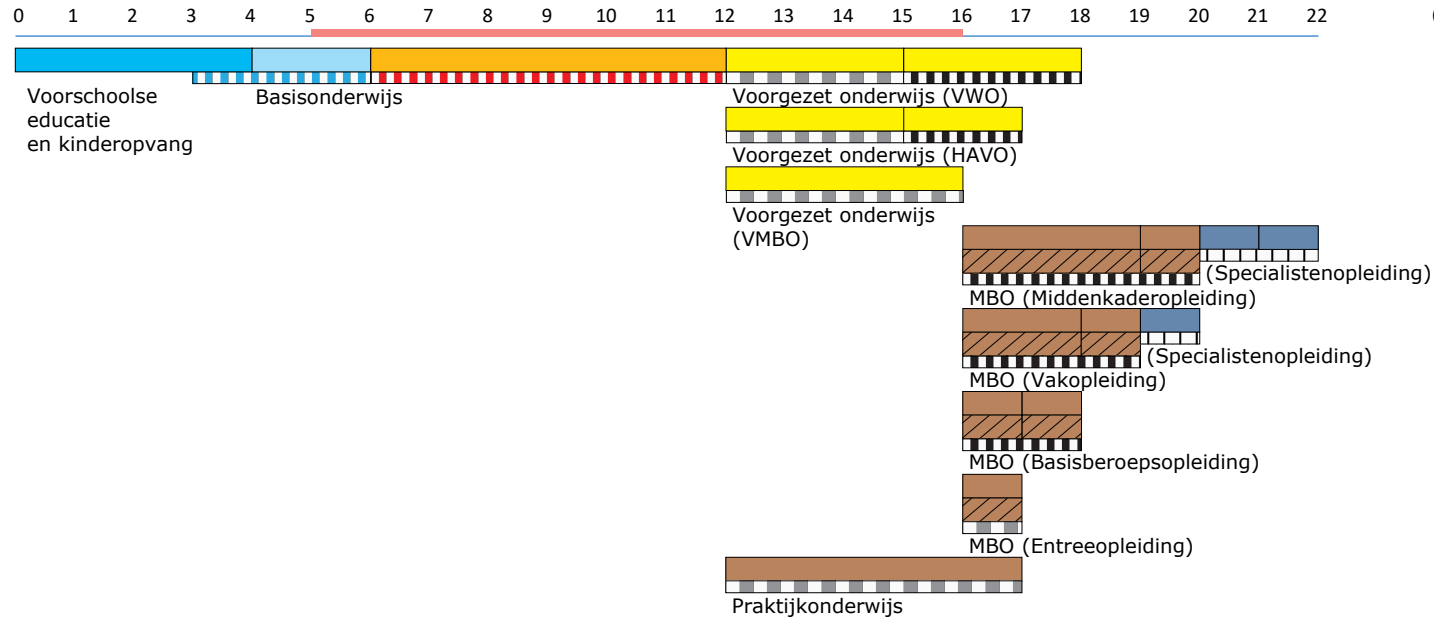 0 1 2 3 4 5 6 7 8 9 10 11 12 13 14 15 16 17 18 19 20 21 22
Voorschoolse
educatie
en kinderopvang
Basisonderwijs
Voorgezet onderwijs (VWO)
Voorgezet onderwijs (HAVO)
Voorgezet onderwijs
(VMBO)
(Specialistenopleiding)
MBO (Middenkaderopleiding)
(Specialistenopleiding)
MBO (Vakopleiding)
MBO (Basisberoepsopleiding)
MBO (Entreeopleiding)
Praktijkonderwijs